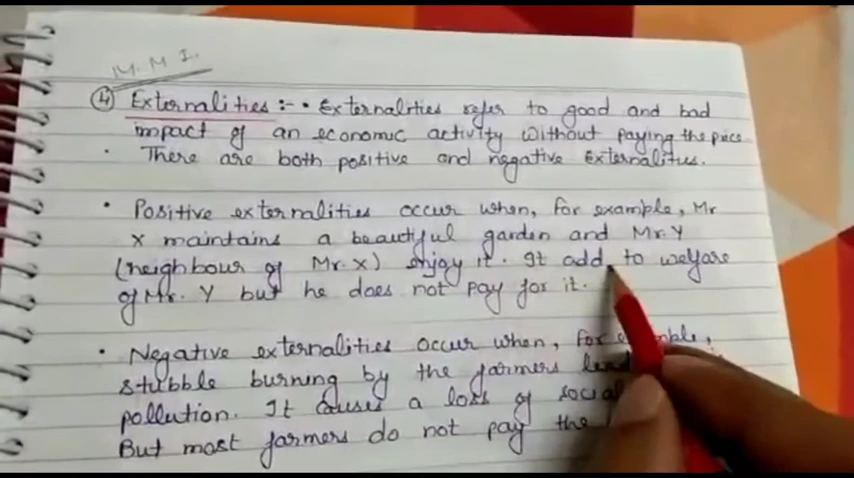 M. M I.
④ Externalities :- • Externalities refer to good and bad
impact of an economic activity without paying the piece
• There are both positive and negative Externalities.
• Positive externalities occur when, for example, Mr
X maintains a beautiful garden and Mr. Y
(neighbour of Mr. X) enjoy it. It add to welfare
of Mr. Y but he does not pay for it.
• Negative externalities occur when, for example,
stubble burning by the farmers lead
pollution. It causes a loss of social
But most farmers do not pay the